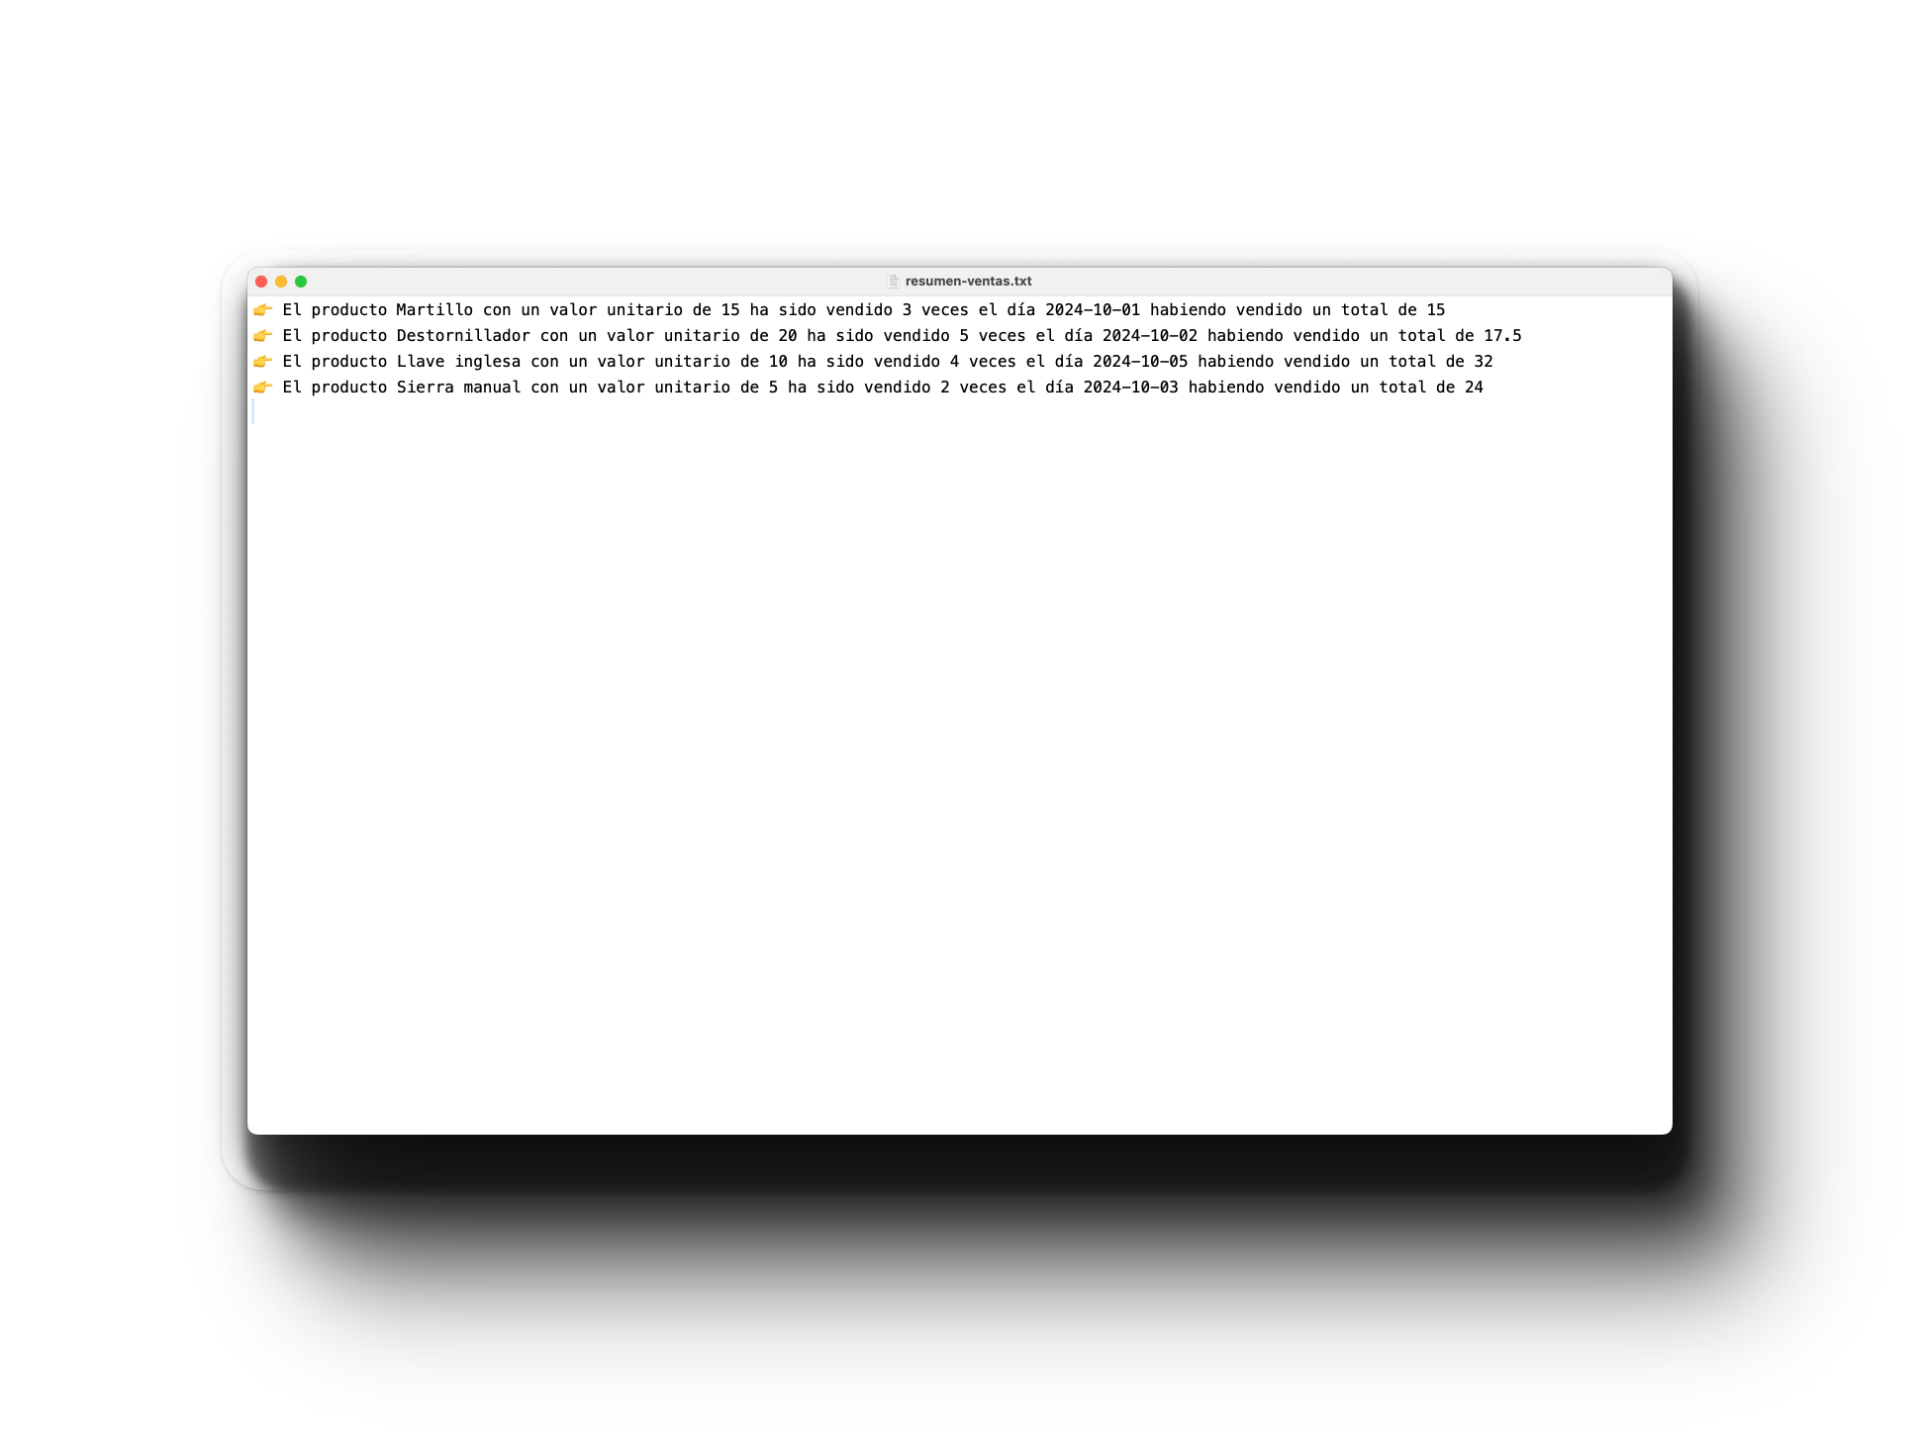 resumen-ventas.txt
👉 El producto Martillo con un valor unitario de 15 ha sido vendido 3 veces el día 2024-10-01 habiendo vendido un total de 15
👉 El producto Destornillador con un valor unitario de 20 ha sido vendido 5 veces el día 2024-10-02 habiendo vendido un total de 17.5
👉 El producto Llave inglesa con un valor unitario de 10 ha sido vendido 4 veces el día 2024-10-05 habiendo vendido un total de 32
👉 El producto Sierra manual con un valor unitario de 5 ha sido vendido 2 veces el día 2024-10-03 habiendo vendido un total de 24